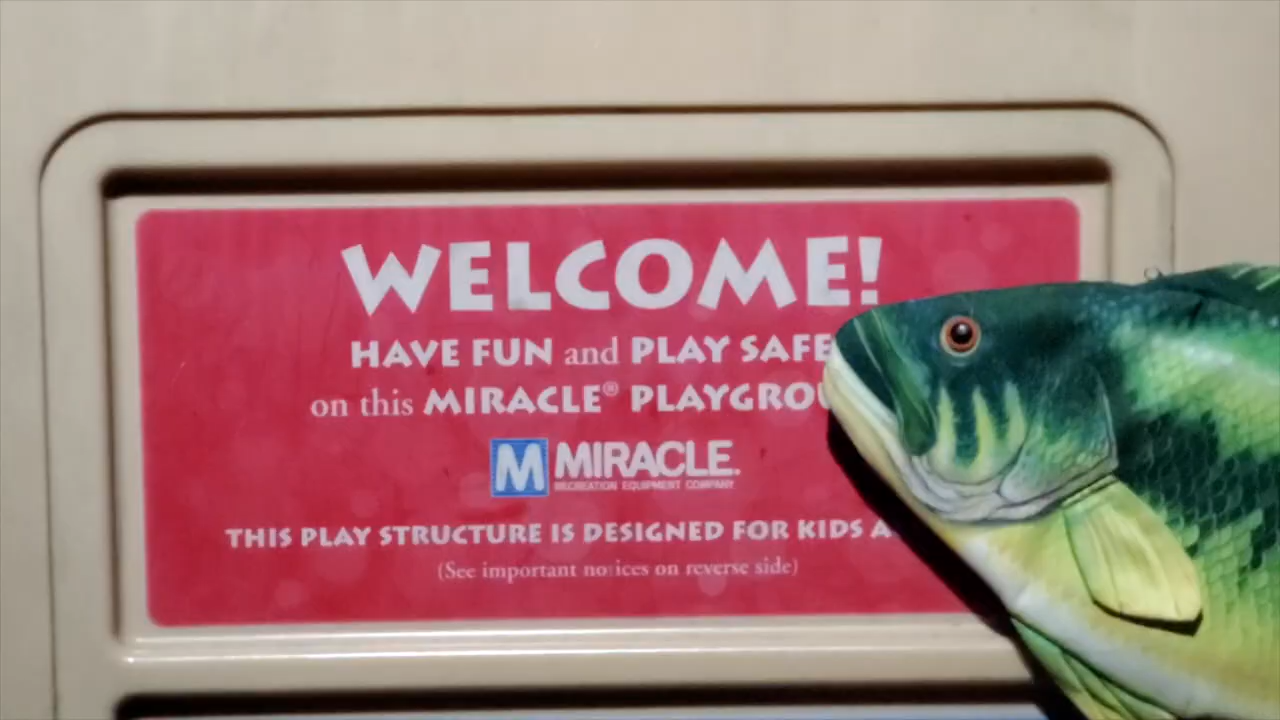 WELCOME!
HAVE FUN and PLAY SAFE
on this MIRACLE® PLAYGROU
M MIRACLE.
RECREATION EQUIPMENT COMPANY
THIS PLAY STRUCTURE IS DESIGNED FOR KIDS A
(See important notices on reverse side)